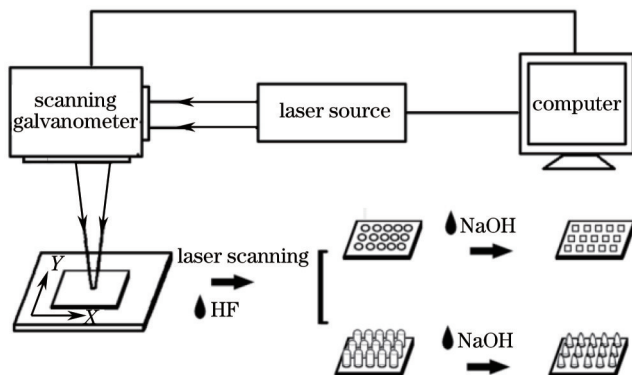 scanning
galvanometer
laser source
computer
Y
X
laser scanning
HF
NaOH
NaOH